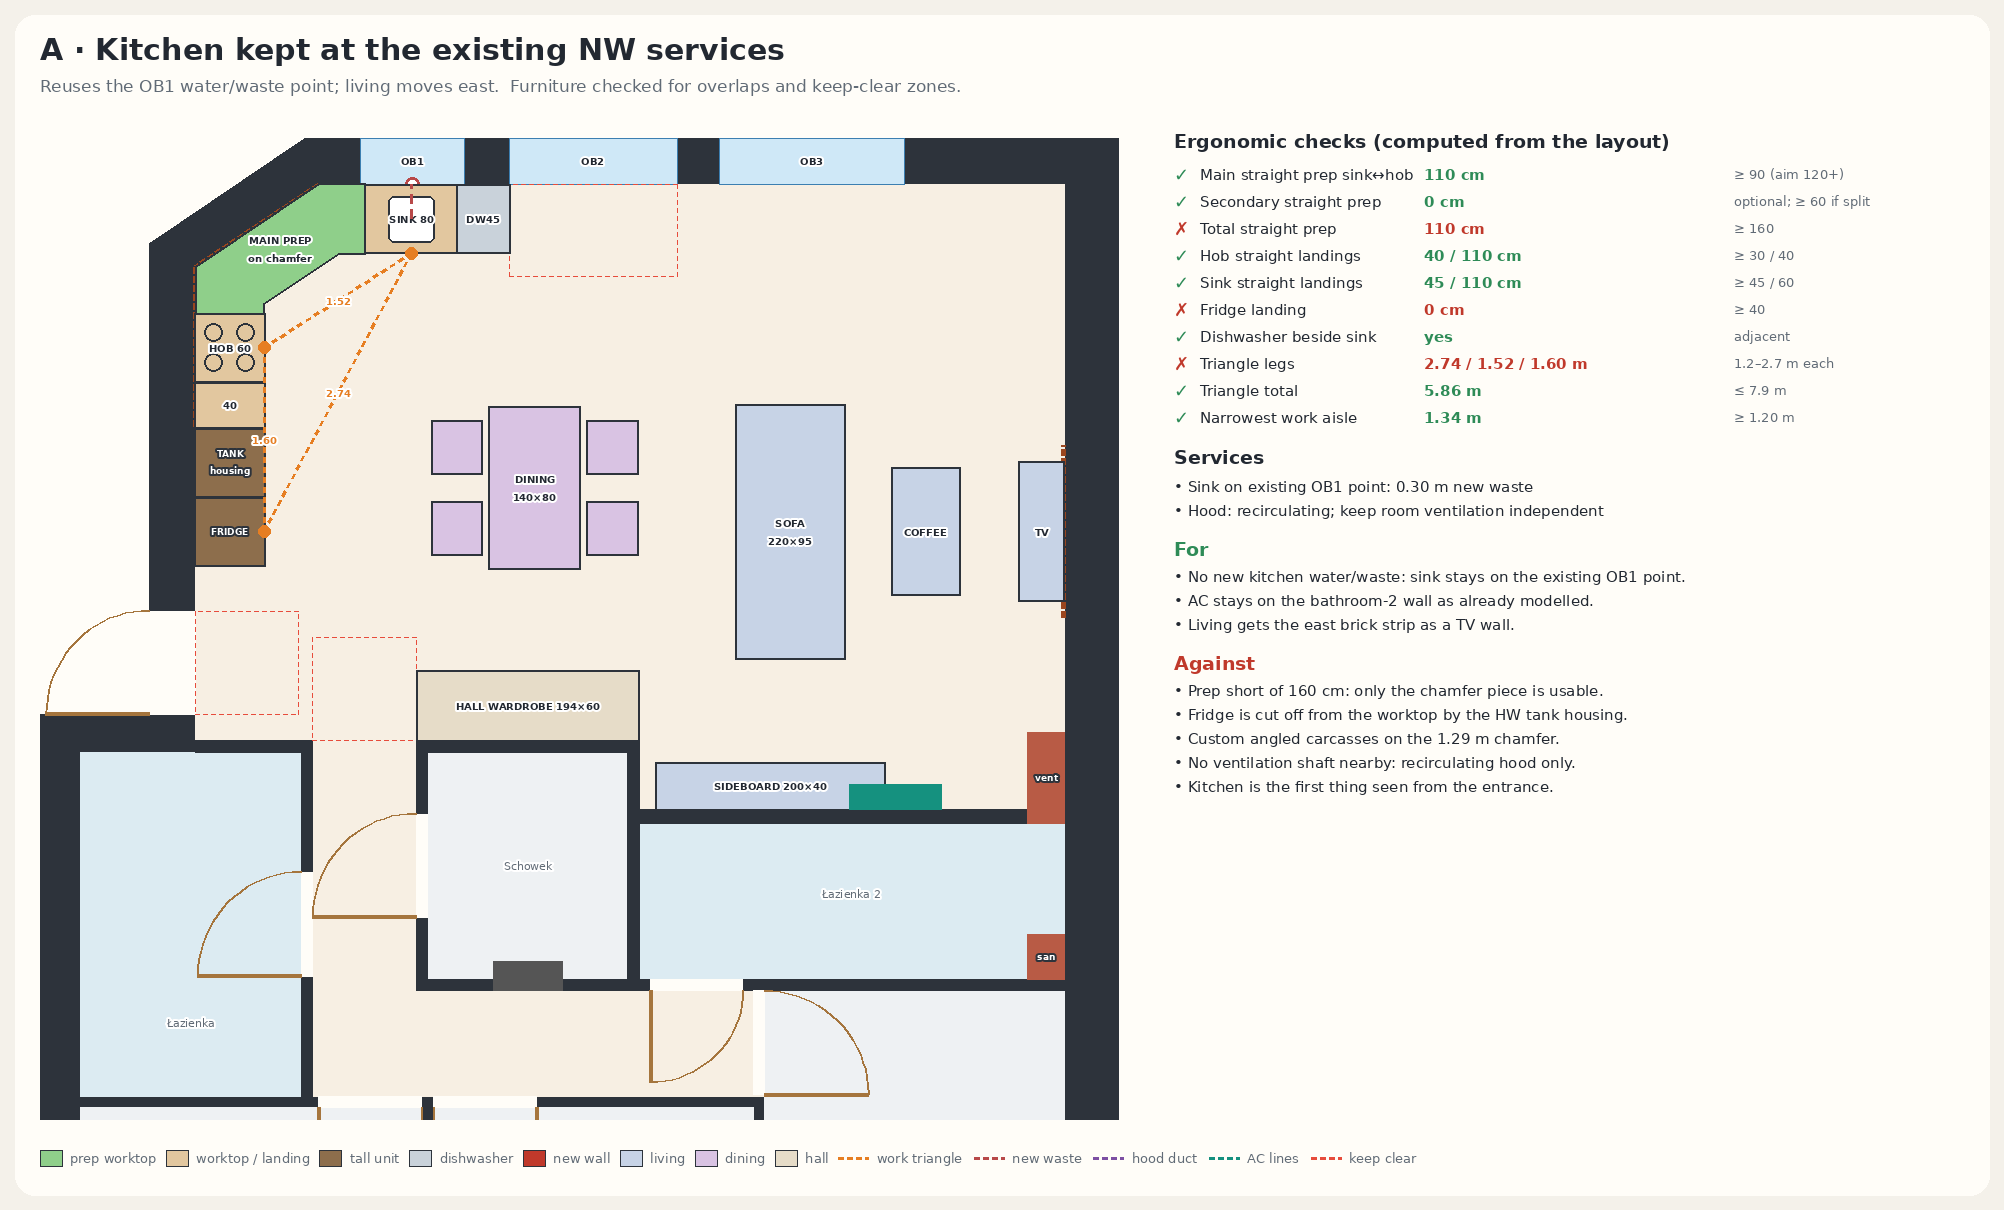 A · Kitchen kept at the existing NW services
Reuses the OB1 water/waste point; living moves east.  Furniture checked for overlaps and keep-clear zones.
OB1
OB2
OB3
SINK 80
DW45
MAIN PREP
on chamfer
1.52
HOB 60
2.74
40
1.60
TANK
housing
FRIDGE
DINING
140×80
SOFA
220×95
COFFEE
TV
HALL WARDROBE 194×60
SIDEBOARD 200×40
vent
Schowek
Łazienka 2
san
Łazienka
Ergonomic checks (computed from the layout)
✓ Main straight prep sink↔hob 110 cm ≥ 90 (aim 120+)
✓ Secondary straight prep 0 cm optional; ≥ 60 if split
✗ Total straight prep 110 cm ≥ 160
✓ Hob straight landings 40 / 110 cm ≥ 30 / 40
✓ Sink straight landings 45 / 110 cm ≥ 45 / 60
✗ Fridge landing 0 cm ≥ 40
✓ Dishwasher beside sink yes adjacent
✗ Triangle legs 2.74 / 1.52 / 1.60 m 1.2–2.7 m each
✓ Triangle total 5.86 m ≤ 7.9 m
✓ Narrowest work aisle 1.34 m ≥ 1.20 m
Services
• Sink on existing OB1 point: 0.30 m new waste
• Hood: recirculating; keep room ventilation independent
For
• No new kitchen water/waste: sink stays on the existing OB1 point.
• AC stays on the bathroom-2 wall as already modelled.
• Living gets the east brick strip as a TV wall.
Against
• Prep short of 160 cm: only the chamfer piece is usable.
• Fridge is cut off from the worktop by the HW tank housing.
• Custom angled carcasses on the 1.29 m chamfer.
• No ventilation shaft nearby: recirculating hood only.
• Kitchen is the first thing seen from the entrance.
prep worktop worktop / landing tall unit dishwasher new wall living dining hall work triangle new waste hood duct AC lines keep clear